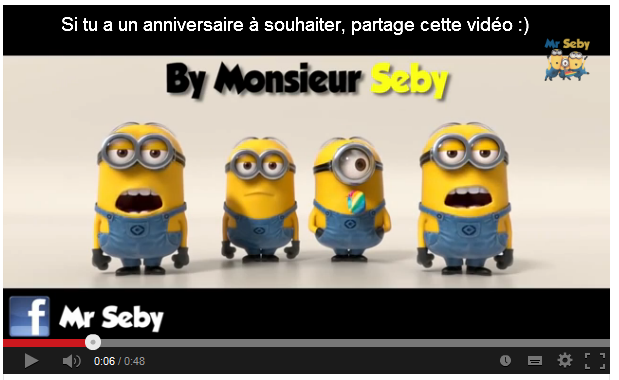 Si tu a un anniversaire à souhaiter, partage cette vidéo :)
Mr Seby
By Monsieur Seby
f Mr Seby
0:06 / 0:48